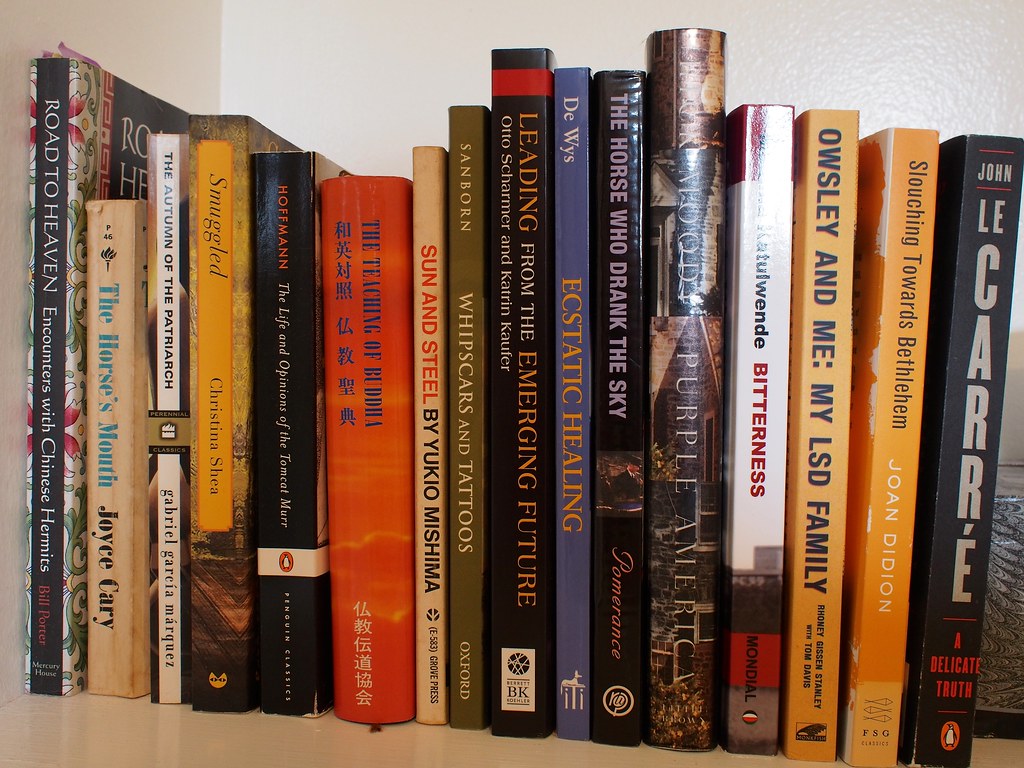 ROAD TO HEAVEN Encounters with Chinese Hermits Bill Porter
Mercury
House
P
46
The Horse's Mouth Joyce Cary
THE AUTUMN OF THE PATRIARCH
PERENNIAL
CLASSICS
gabriel garcía márquez
Smuggled Christina Shea
HOFFMANN The Life and Opinions of the Tomcat Murr
PENGUIN CLASSICS
THE TEACHING OF BUDDHA
和英対照 仏教聖典
仏教伝道協会
SUN AND STEEL BY YUKIO MISHIMA (E-583) GROVE PRESS
SANBORN WHIPSCARS AND TATTOOS OXFORD
LEADING FROM THE EMERGING FUTURE
Otto Scharmer and Katrin Kaufer
BERRETT
BK
KOEHLER
De Wys ECSTATIC HEALING
THE HORSE WHO DRANK THE SKY Pomerance
PURPLE AMERICA
BITTERNESS
MONDIAL
OWSLEY AND ME: MY LSD FAMILY
RHONEY GISSEN STANLEY
WITH TOM DAVIS
MONKFISH
Slouching Towards Bethlehem
JOAN DIDION
FSG
CLASSICS
JOHN
LE CARRÉ
A
DELICATE
TRUTH